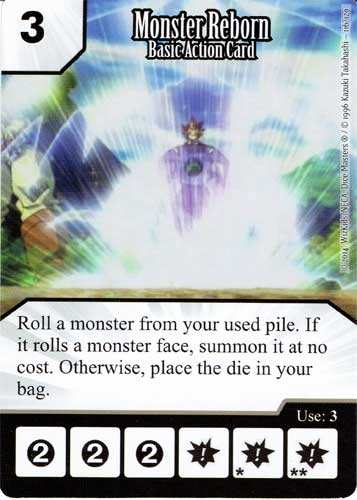 3
Monster Reborn
Basic Action Card
Roll a monster from your used pile. If
it rolls a monster face, summon it at no
cost. Otherwise, place the die in your
bag.
Use: 3
2 2 2 ! ! !
* **